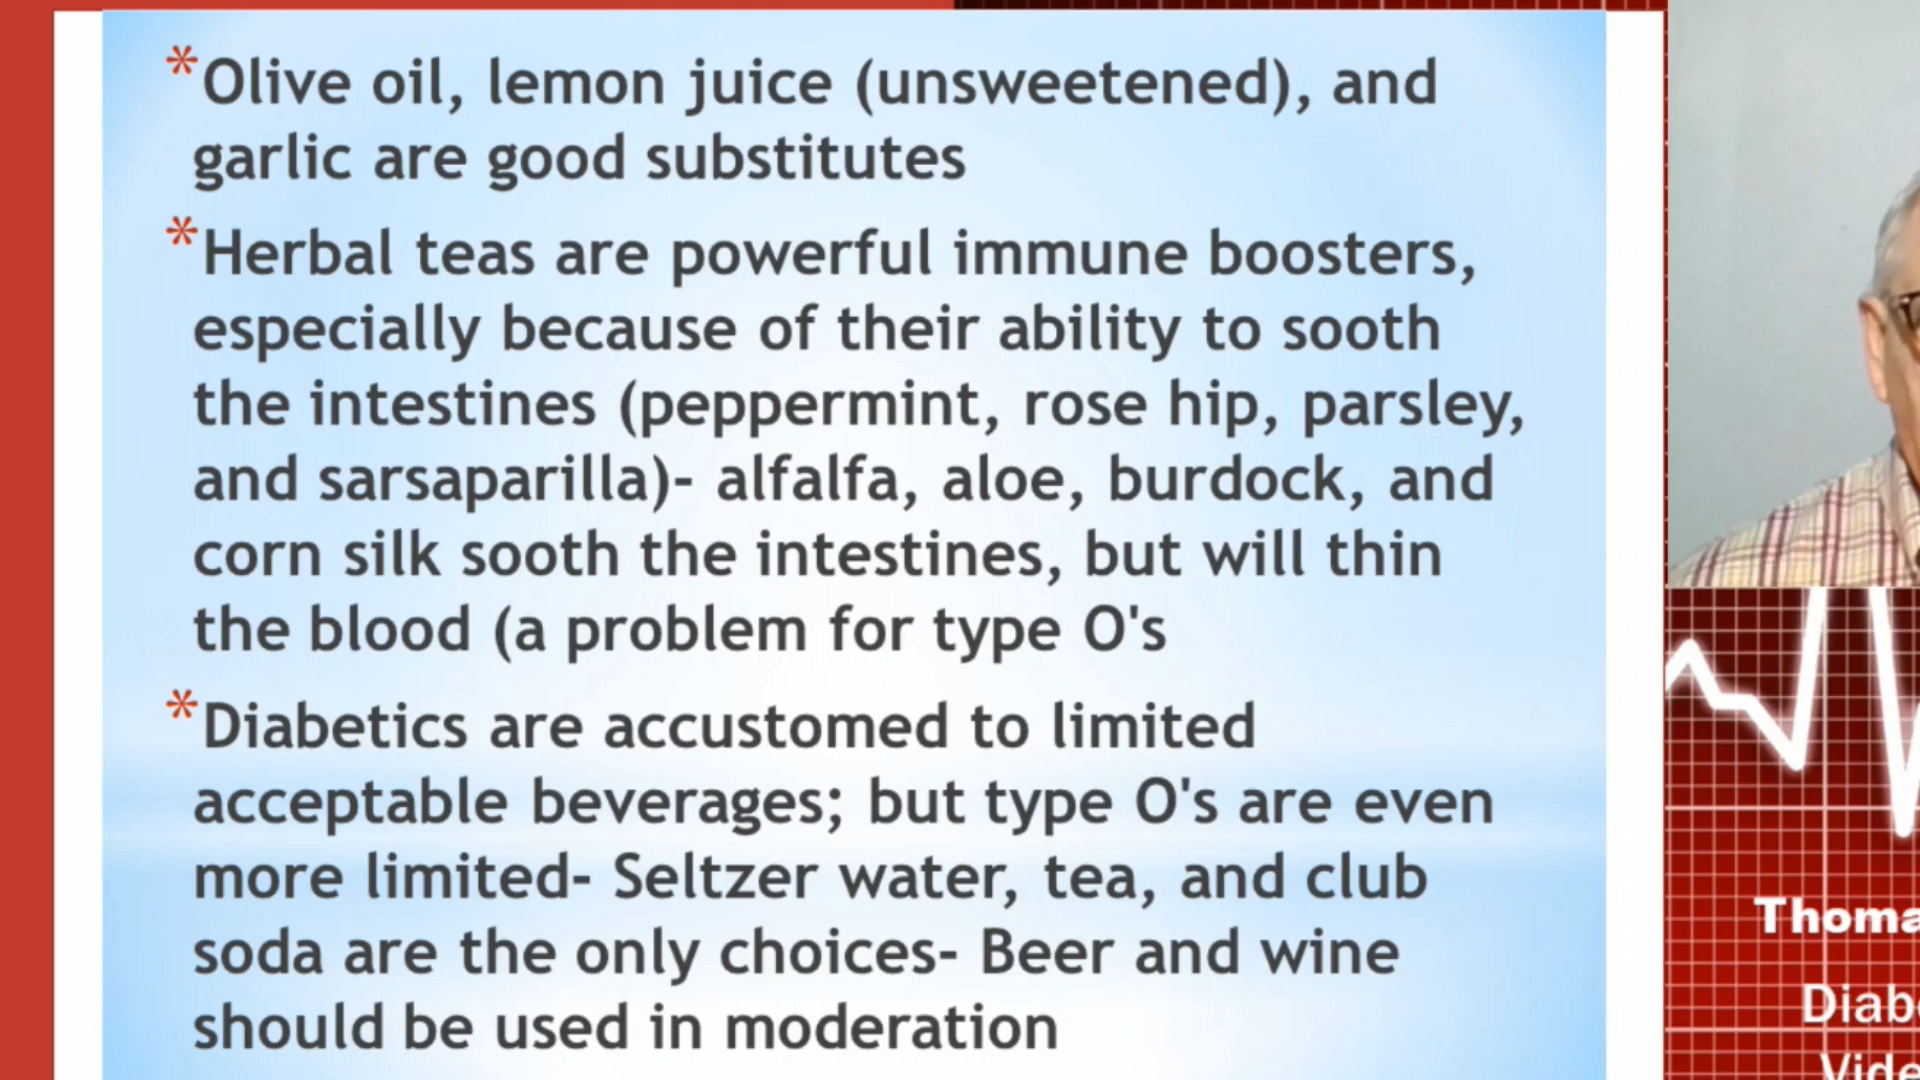 *Olive oil, lemon juice (unsweetened), and
garlic are good substitutes
*Herbal teas are powerful immune boosters,
especially because of their ability to sooth
the intestines (peppermint, rose hip, parsley,
and sarsaparilla)- alfalfa, aloe, burdock, and
corn silk sooth the intestines, but will thin
the blood (a problem for type O's
*Diabetics are accustomed to limited
acceptable beverages; but type O's are even
more limited- Seltzer water, tea, and club
soda are the only choices- Beer and wine
should be used in moderation
Thoma
Diab
Vide